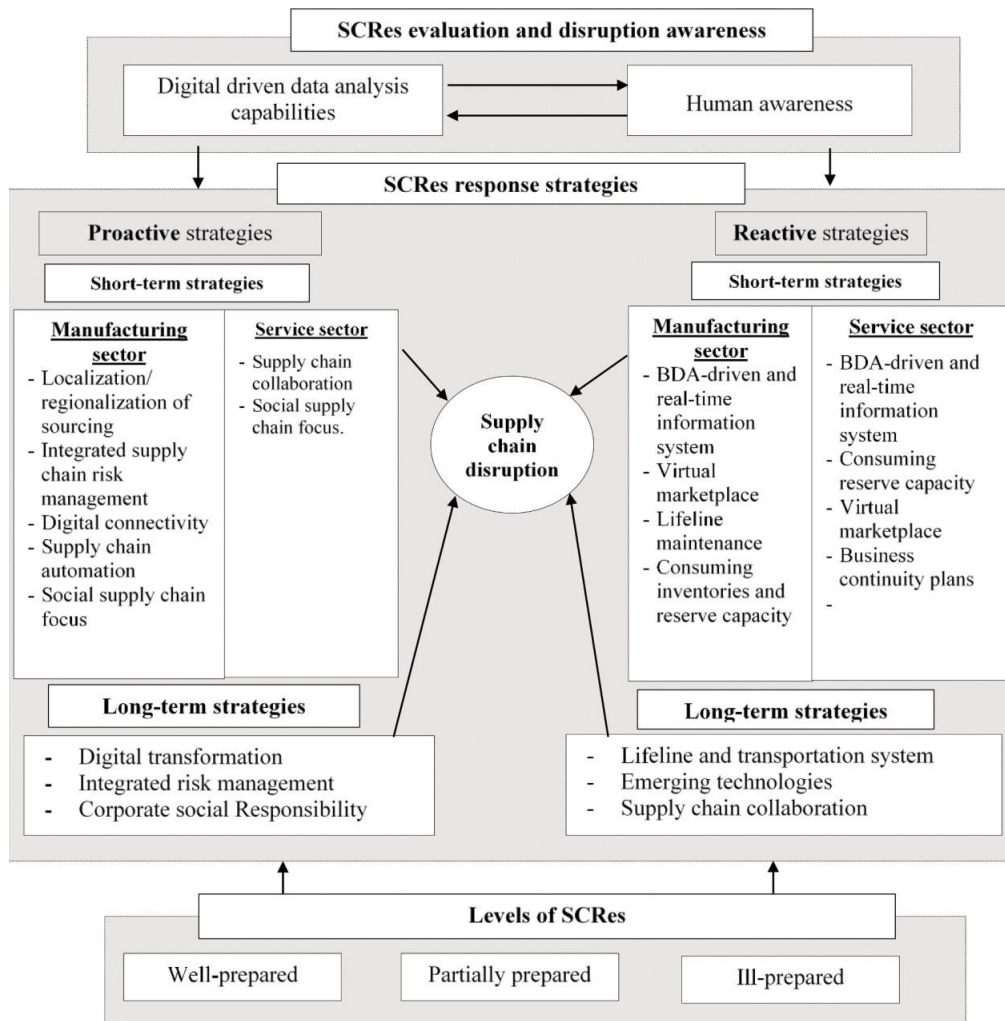 SCRes evaluation and disruption awareness
Digital driven data analysis
capabilities
Human awareness
SCRes response strategies
Proactive strategies
Short-term strategies
Manufacturing
sector
- Localization/
regionalization of
sourcing
- Integrated supply
chain risk
management
- Digital connectivity
- Supply chain
automation
- Social supply chain
focus
Service sector
- Supply chain
collaboration
- Social supply
chain focus.
Supply
chain
disruption
Reactive strategies
Short-term strategies
Manufacturing
sector
- BDA-driven and
real-time
information
system
- Virtual
marketplace
- Lifeline
maintenance
- Consuming
inventories and
reserve capacity
Service sector
- BDA-driven and
real-time
information
system
- Consuming
reserve capacity
- Virtual
marketplace
- Business
continuity plans
-
Long-term strategies
- Digital transformation
- Integrated risk management
- Corporate social Responsibility
Long-term strategies
- Lifeline and transportation system
- Emerging technologies
- Supply chain collaboration
Levels of SCRes
Well-prepared
Partially prepared
Ill-prepared